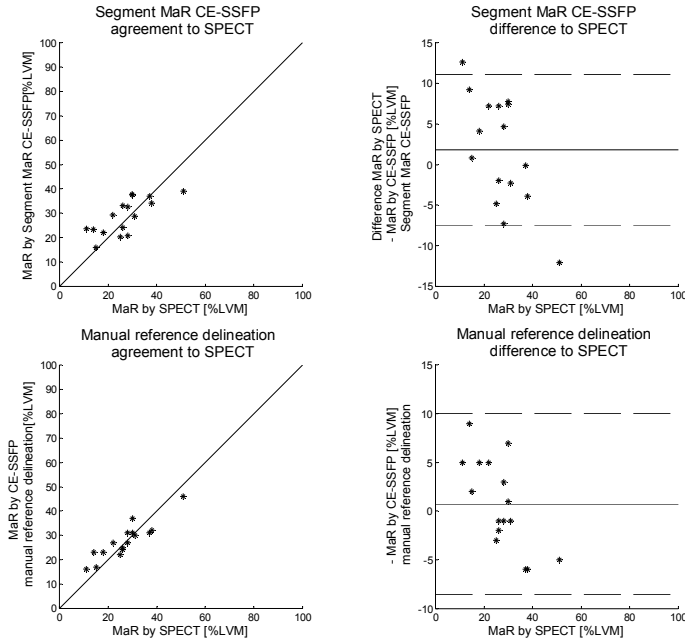 Segment MaR CE-SSFP
agreement to SPECT
MaR by Segment MaR CE-SSFP[%LVM]
100
90
80
70
60
50
40
30
20
10
0
0 20 40 60 80 100
MaR by SPECT [%LVM]
Segment MaR CE-SSFP
difference to SPECT
Difference MaR by SPECT
- MaR by CE-SSFP [%LVM]
Segment MaR CE-SSFP
15
10
5
0
-5
-10
-15
0 20 40 60 80 100
MaR by SPECT [%LVM]
Manual reference delineation
agreement to SPECT
MaR by CE-SSFP
manual reference delineation[%LVM]
100
90
80
70
60
50
40
30
20
10
0
0 20 40 60 80 100
MaR by SPECT [%LVM]
Manual reference delineation
difference to SPECT
- MaR by CE-SSFP [%LVM]
manual reference delineation
15
10
5
0
-5
-10
0 20 40 60 80 100
MaR by SPECT [%LVM]